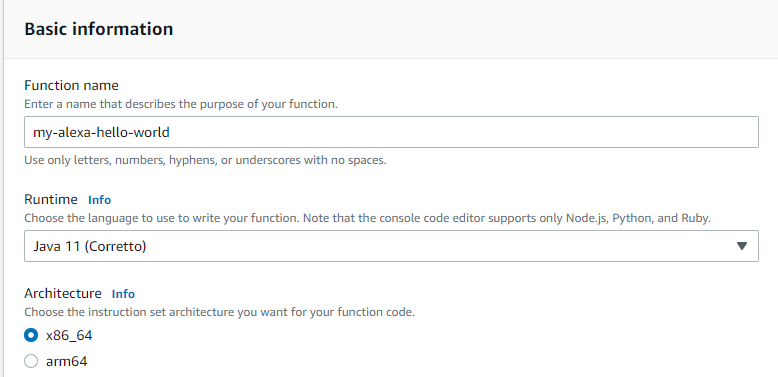 Basic information
Function name
Enter a name that describes the purpose of your function.
my-alexa-hello-world
Use only letters, numbers, hyphens, or underscores with no spaces.
Runtime Info
Choose the language to use to write your function. Note that the console code editor supports only Node.js, Python, and Ruby.
Java 11 (Corretto)
Architecture Info
Choose the instruction set architecture you want for your function code.
x86_64
arm64